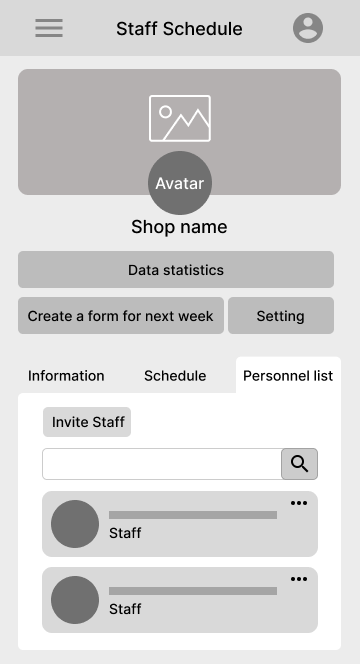 Staff Schedule
Avatar
Shop name
Data statistics
Create a form for next week
Setting
Information
Schedule
Personnel list
Invite Staff
Staff
Staff